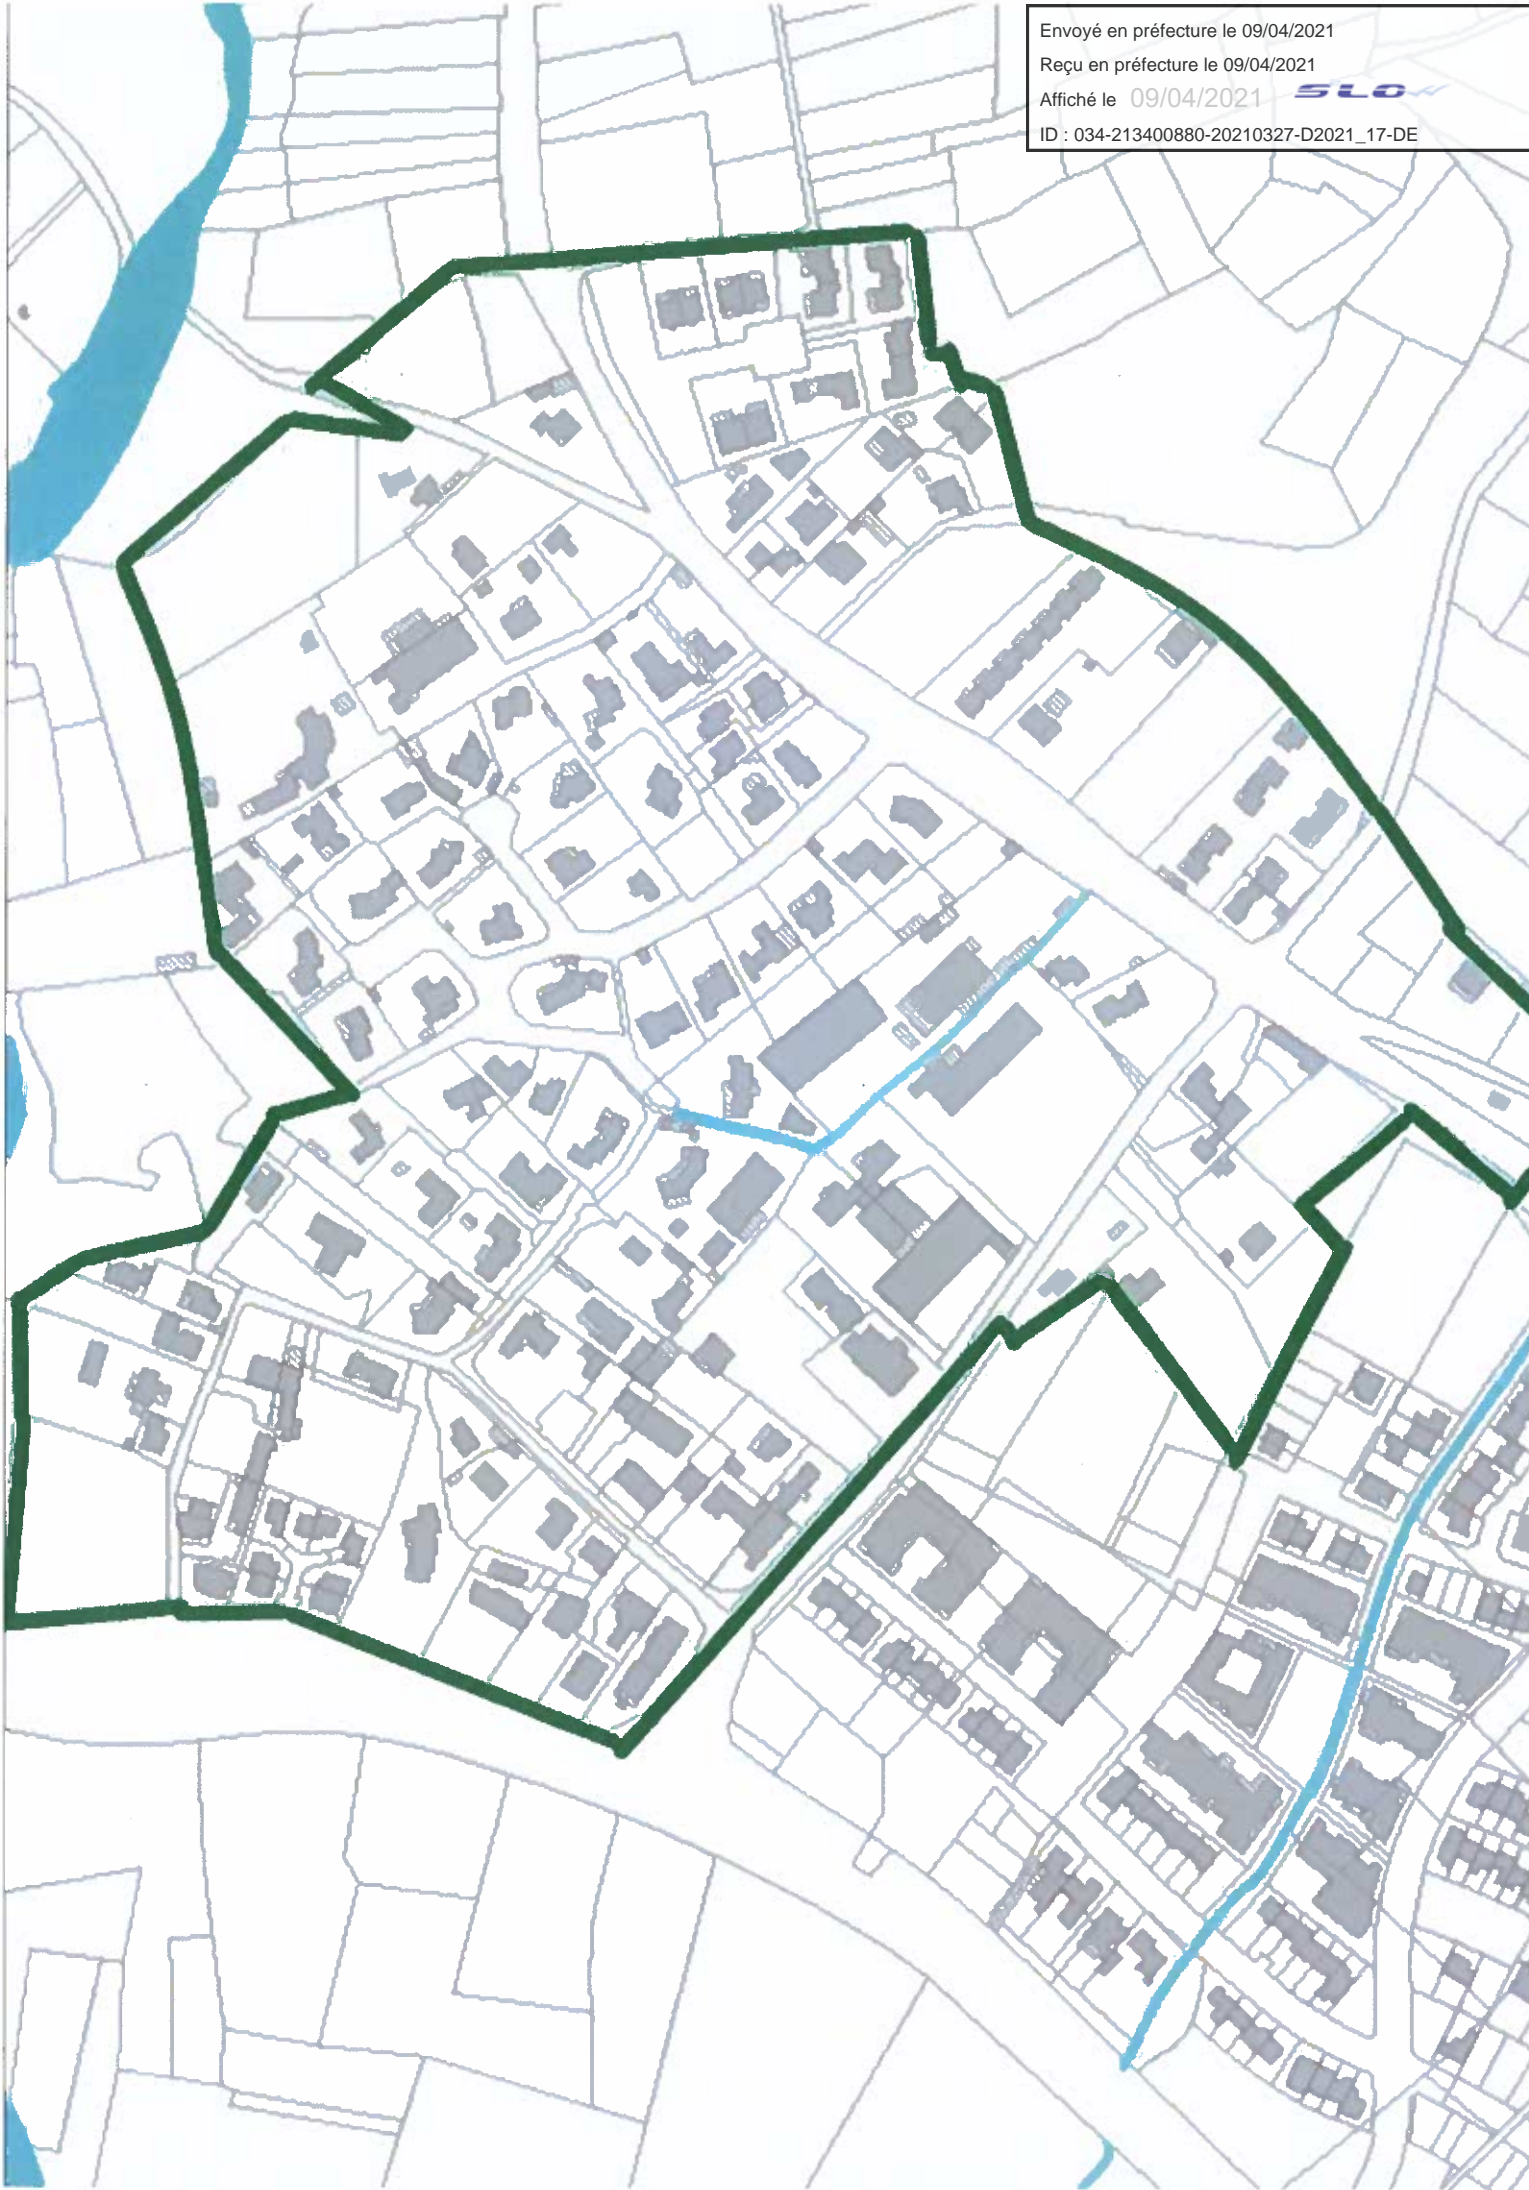 Envoyé en préfecture le 09/04/2021
Reçu en préfecture le 09/04/2021
Affiché le 09/04/2021 SLO
ID : 034-213400880-20210327-D2021_17-DE